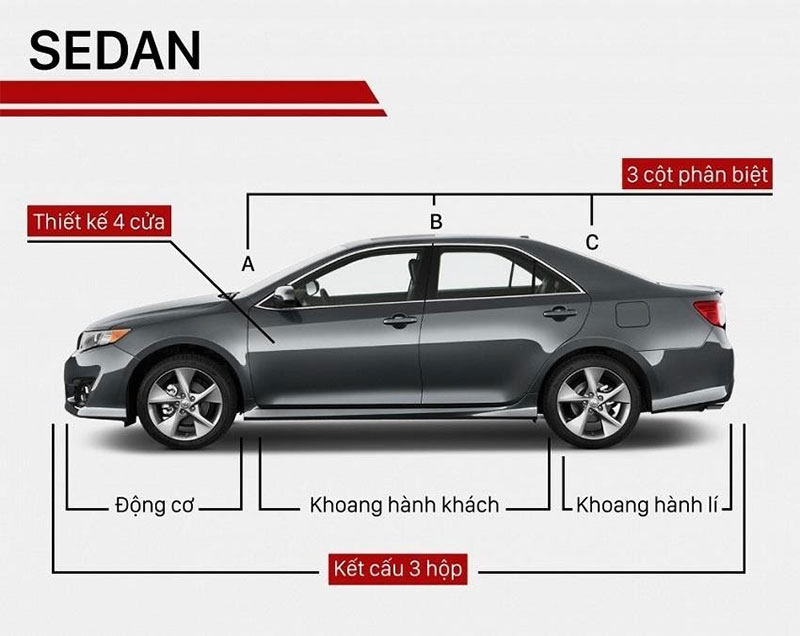 SEDAN
3 cột phân biệt
Thiết kế 4 cửa
A
B
C
Động cơ
Khoang hành khách
Khoang hành lí
Kết cấu 3 hộp